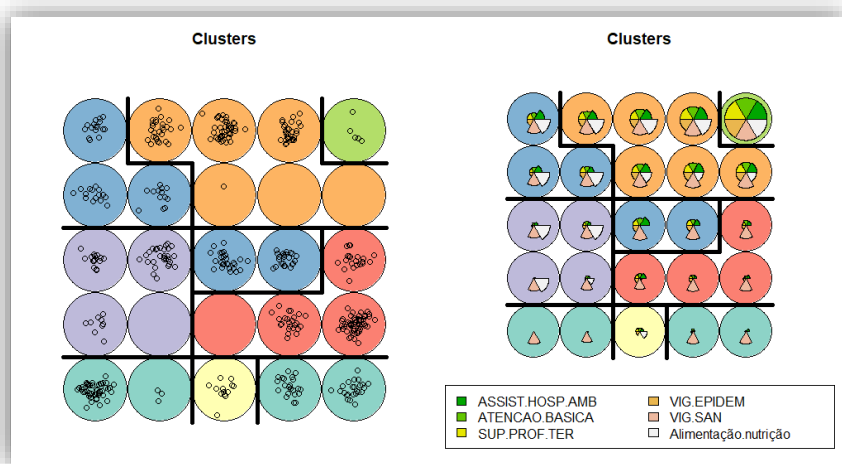 Clusters
Clusters
ASSIST.HOSP.AMB
ATENCAO.BASICA
SUP.PROF.TER
VIG.EPIDEM
VIG.SAN
Alimentação.nutrição